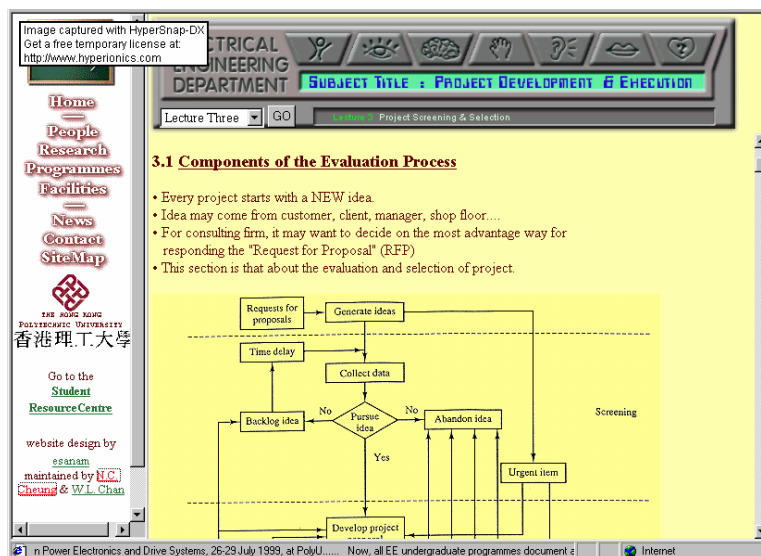 Image captured with HyperSnap-DX
Get a free temporary license at:
http://www.hyperionics.com
CTRICAL
ENGINEERING
DEPARTMENT
SUBJECT TITLE : PROJECT DEVELOPMENT & EXECUTION
Lecture Three
GO
Lecture 3 Project Screening & Selection
Home
People
Research
Programmes
Facilities
News
Contact
SiteMap
THE HONG KONG
POLYTECHNIC UNIVERSITY
香港理工大學
Go to the
Student
ResourceCentre
website design by
esanam
maintained by N.C.
Cheung & W.L. Chan
3.1 Components of the Evaluation Process
• Every project starts with a NEW idea.
• Idea may come from customer, client, manager, shop floor....
• For consulting firm, it may want to decide on the most advantage way for
responding the "Request for Proposal" (RFP)
• This section is that about the evaluation and selection of project.
Requests for
proposals
Generate ideas
Time delay
Collect data
Backlog idea
No
Pursue
idea
No
Abandon idea
Screening
Yes
Urgent item
Develop project
n Power Electronics and Drive Systems, 26-29 July 1999, at PolyU...... Now, all EE undergraduate programmes document
Internet